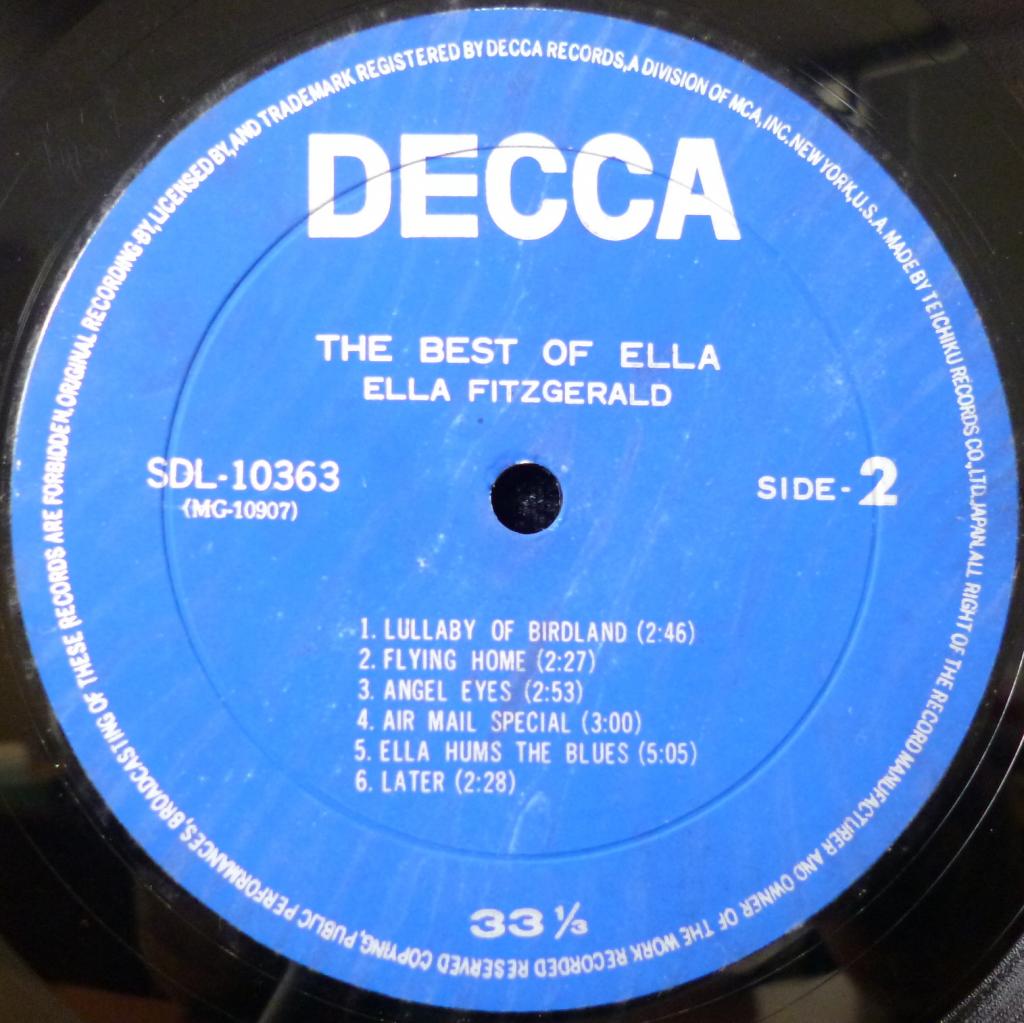 ORIGINAL RECORDING BY, LICENSED BY, AND TRADEMARK REGISTERED BY DECCA RECORDS, A DIVISION OF MCA, INC. NEW YORK, U.S.A. MADE BY TEICHIKU RECORDS CO., LTD. JAPAN. ALL RIGHT OF THE RECORD MANUFACTURER AND OWNER OF THE WORK RECORDED RESERVED COPYING, PUBLIC PERFORMANCES, BROADCASTING OF THESE RECORDS ARE FORBIDDEN.
DECCA
THE BEST OF ELLA
ELLA FITZGERALD
SDL-10363
(MG-10907)
SIDE-2
1. LULLABY OF BIRDLAND (2:46)
2. FLYING HOME (2:27)
3. ANGEL EYES (2:53)
4. AIR MAIL SPECIAL (3:00)
5. ELLA HUMS THE BLUES (5:05)
6. LATER (2:28)
33 1/3